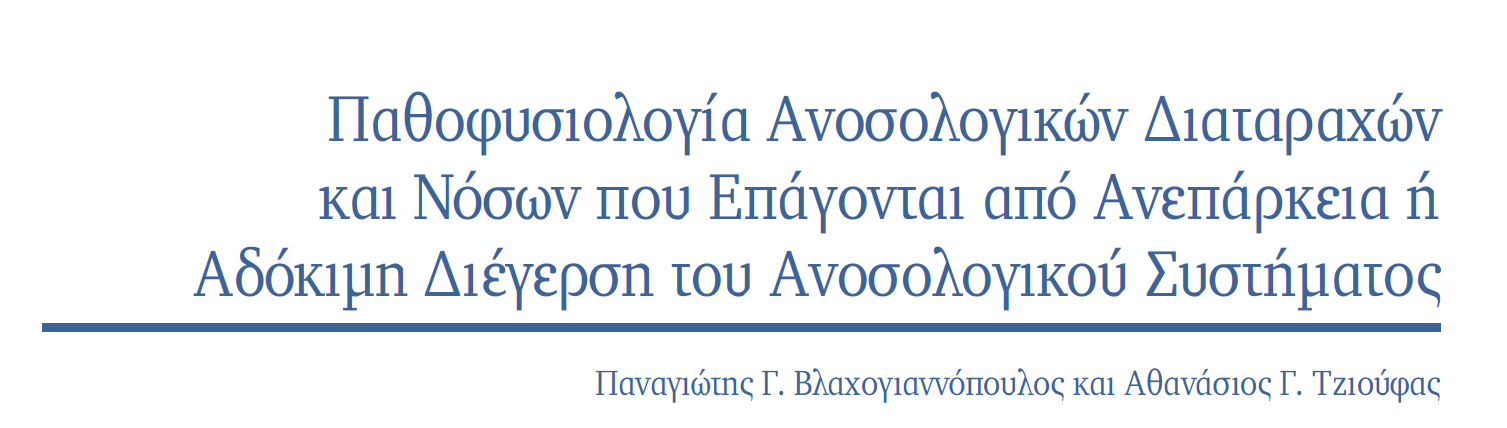 Παθοφυσιολογία Ανοσολογικών Διαταραχών
και Νόσων που Επάγονται από Ανεπάρκεια ή
Αδόκιμη Διέγερση του Ανοσολογικού Συστήματος
Παναγιώτης Γ. Βλαχογιαννόπουλος και Αθανάσιος Γ. Τζιούφας